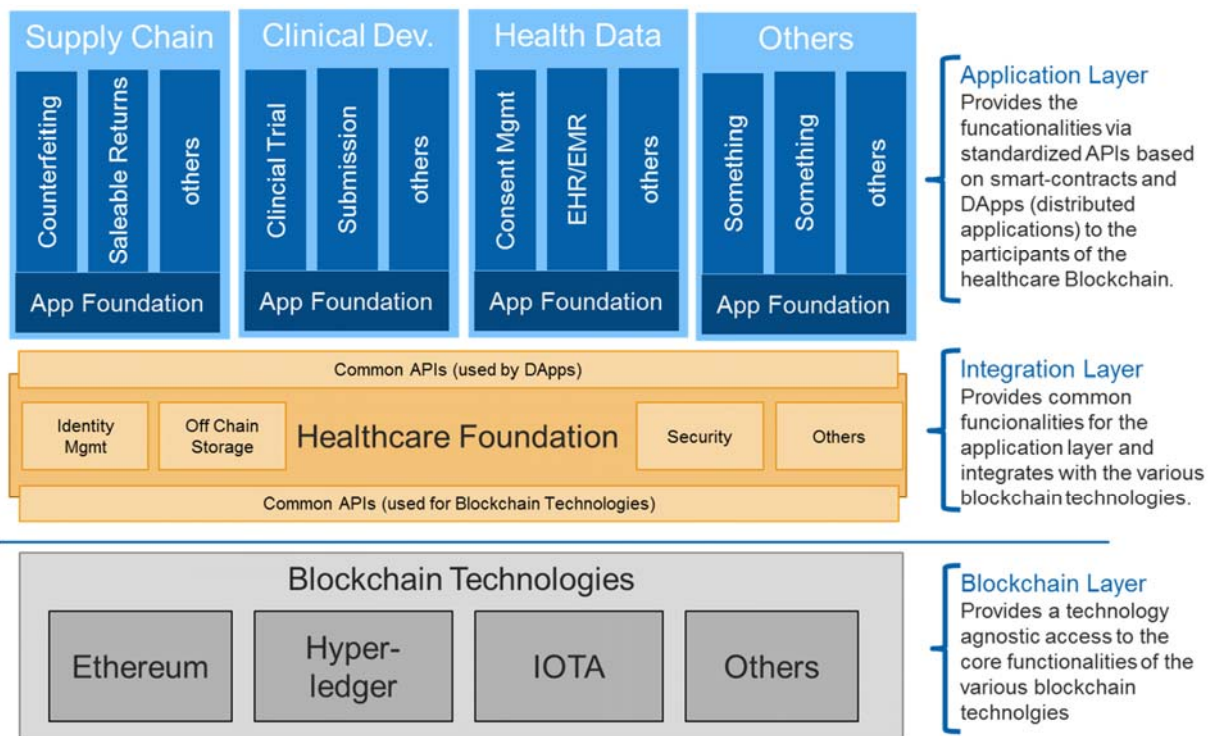 Supply Chain
Counterfeiting
Saleable Returns
others
App Foundation
Clinical Dev.
Clincial Trial
Submission
others
App Foundation
Health Data
Consent Mgmt
EHR/EMR
others
App Foundation
Others
Something
Something
others
App Foundation
Application Layer
Provides the
funcationalities via
standardized APIs based
on smart-contracts and
DApps (distributed
applications) to the
participants of the
healthcare Blockchain.
Common APIs (used by DApps)
Identity
Mgmt
Off Chain
Storage
Healthcare Foundation
Security
Others
Common APIs (used for Blockchain Technologies)
Integration Layer
Provides common
funcionalities for the
application layer and
integrates with the various
blockchain technologies.
Blockchain Technologies
Ethereum
Hyper-
ledger
IOTA
Others
Blockchain Layer
Provides a technology
agnostic access to the
core functionalities of the
various blockchain
technolgies